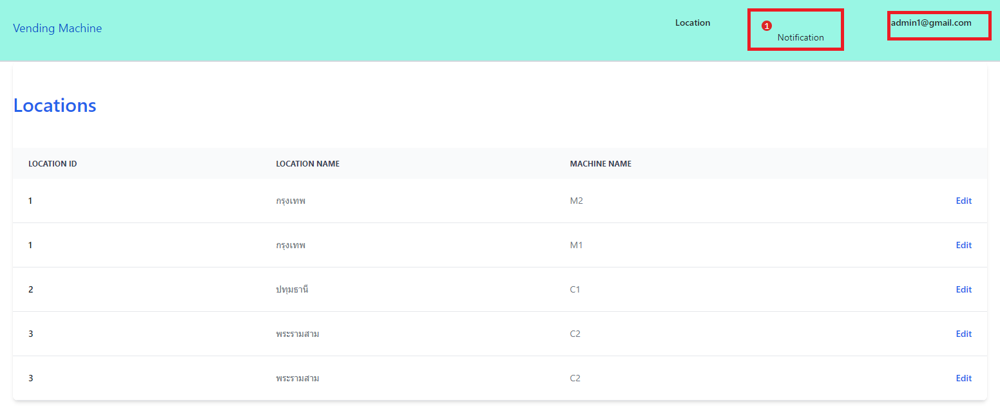 Vending Machine
Location
1
Notification
admin1@gmail.com
Locations
LOCATION ID LOCATION NAME MACHINE NAME
1 กรุงเทพ M2 Edit
1 กรุงเทพ M1 Edit
2 ปทุมธานี C1 Edit
3 พระรามสาม C2 Edit
3 พระรามสาม C2 Edit